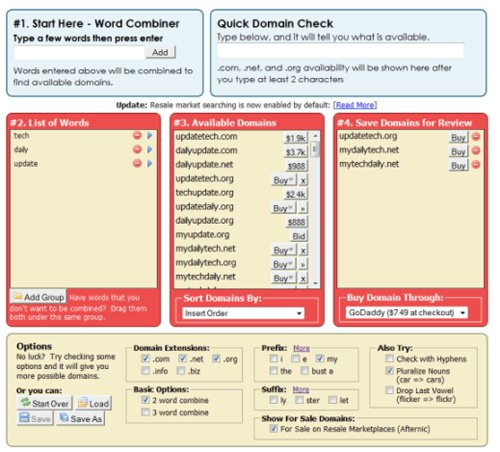 #1. Start Here - Word Combiner
Type a few words then press enter
Add
Words entered above will be combined to
find available domains.
Quick Domain Check
Type below, and it will tell you what is available.
.com, .net, and .org availability will be shown here after
you type at least 2 characters
Update: Resale market searching is now enabled by default: [Read More]
#2. List of Words
tech
daily
update
Add Group Have words that you
don't want to be combined? Drag them
both under the same group.
#3. Available Domains
updatetech.com $1.9k
dailyupdate.com $3.7k
dailyupdate.net $988
updatetech.org Buy x
techupdate.org $2.4k
updatedaily.org Buy »
dailyupdate.org $888
myupdate.org Bid
mydailytech.net Buy x
mydailytech.org Buy »
mytechdaily.net Buy x
mytechdaily.org Buy x
Sort Domains By:
Insert Order
#4. Save Domains for Review
updatetech.org Buy
mydailytech.net Buy
mytechdaily.org Buy
Buy Domain Through:
GoDaddy ($7.49 at checkout)
Options
No luck? Try checking some
options and it will give you
more possible domains.
Or you can:
Start Over Load
Save Save As
Domain Extensions:
.com .net .org
.info .biz
Basic Options:
2 word combine
3 word combine
Prefix: More
i e my
the bust a
Suffix: More
ly ster let
Show For Sale Domains:
For Sale on Resale Marketplaces (Afternic)
Also Try:
Check with Hyphens
Pluralize Nouns
(car => cars)
Drop Last Vowel
(flicker => flickr)